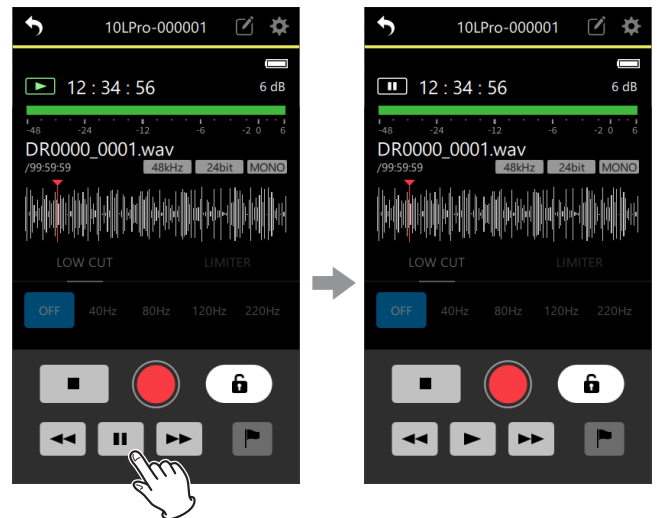 10LPro-000001
12 : 34 : 56
6 dB
-48 -24 -12 -6 -2 0 6
DR0000_0001.wav
/99:59:59 48kHz 24bit MONO
LOW CUT LIMITER
OFF 40Hz 80Hz 120Hz 220Hz
10LPro-000001
12 : 34 : 56
6 dB
-48 -24 -12 -6 -2 0 6
DR0000_0001.wav
/99:59:59 48kHz 24bit MONO
LOW CUT LIMITER
OFF 40Hz 80Hz 120Hz 220Hz